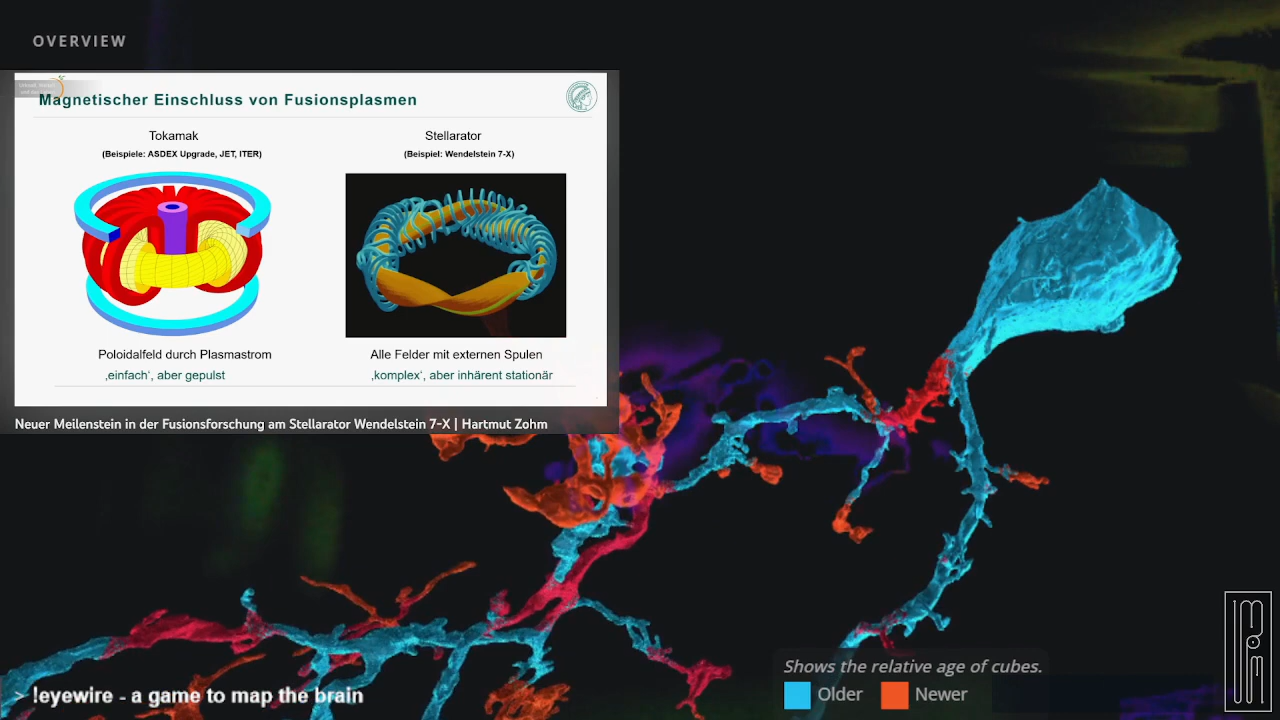 OVERVIEW
Magnetischer Einschluss von Fusionsplasmen
Tokamak
(Beispiele: ASDEX Upgrade, JET, ITER)
Stellarator
(Beispiel: Wendelstein 7-X)
Poloidalfeld durch Plasmastrom
‚einfach‘, aber gepulst
Alle Felder mit externen Spulen
‚komplex‘, aber inhärent stationär
Neuer Meilenstein in der Fusionsforschung am Stellarator Wendelstein 7-X | Hartmut Zohm
Shows the relative age of cubes.
Older Newer
> !eyewire - a game to map the brain